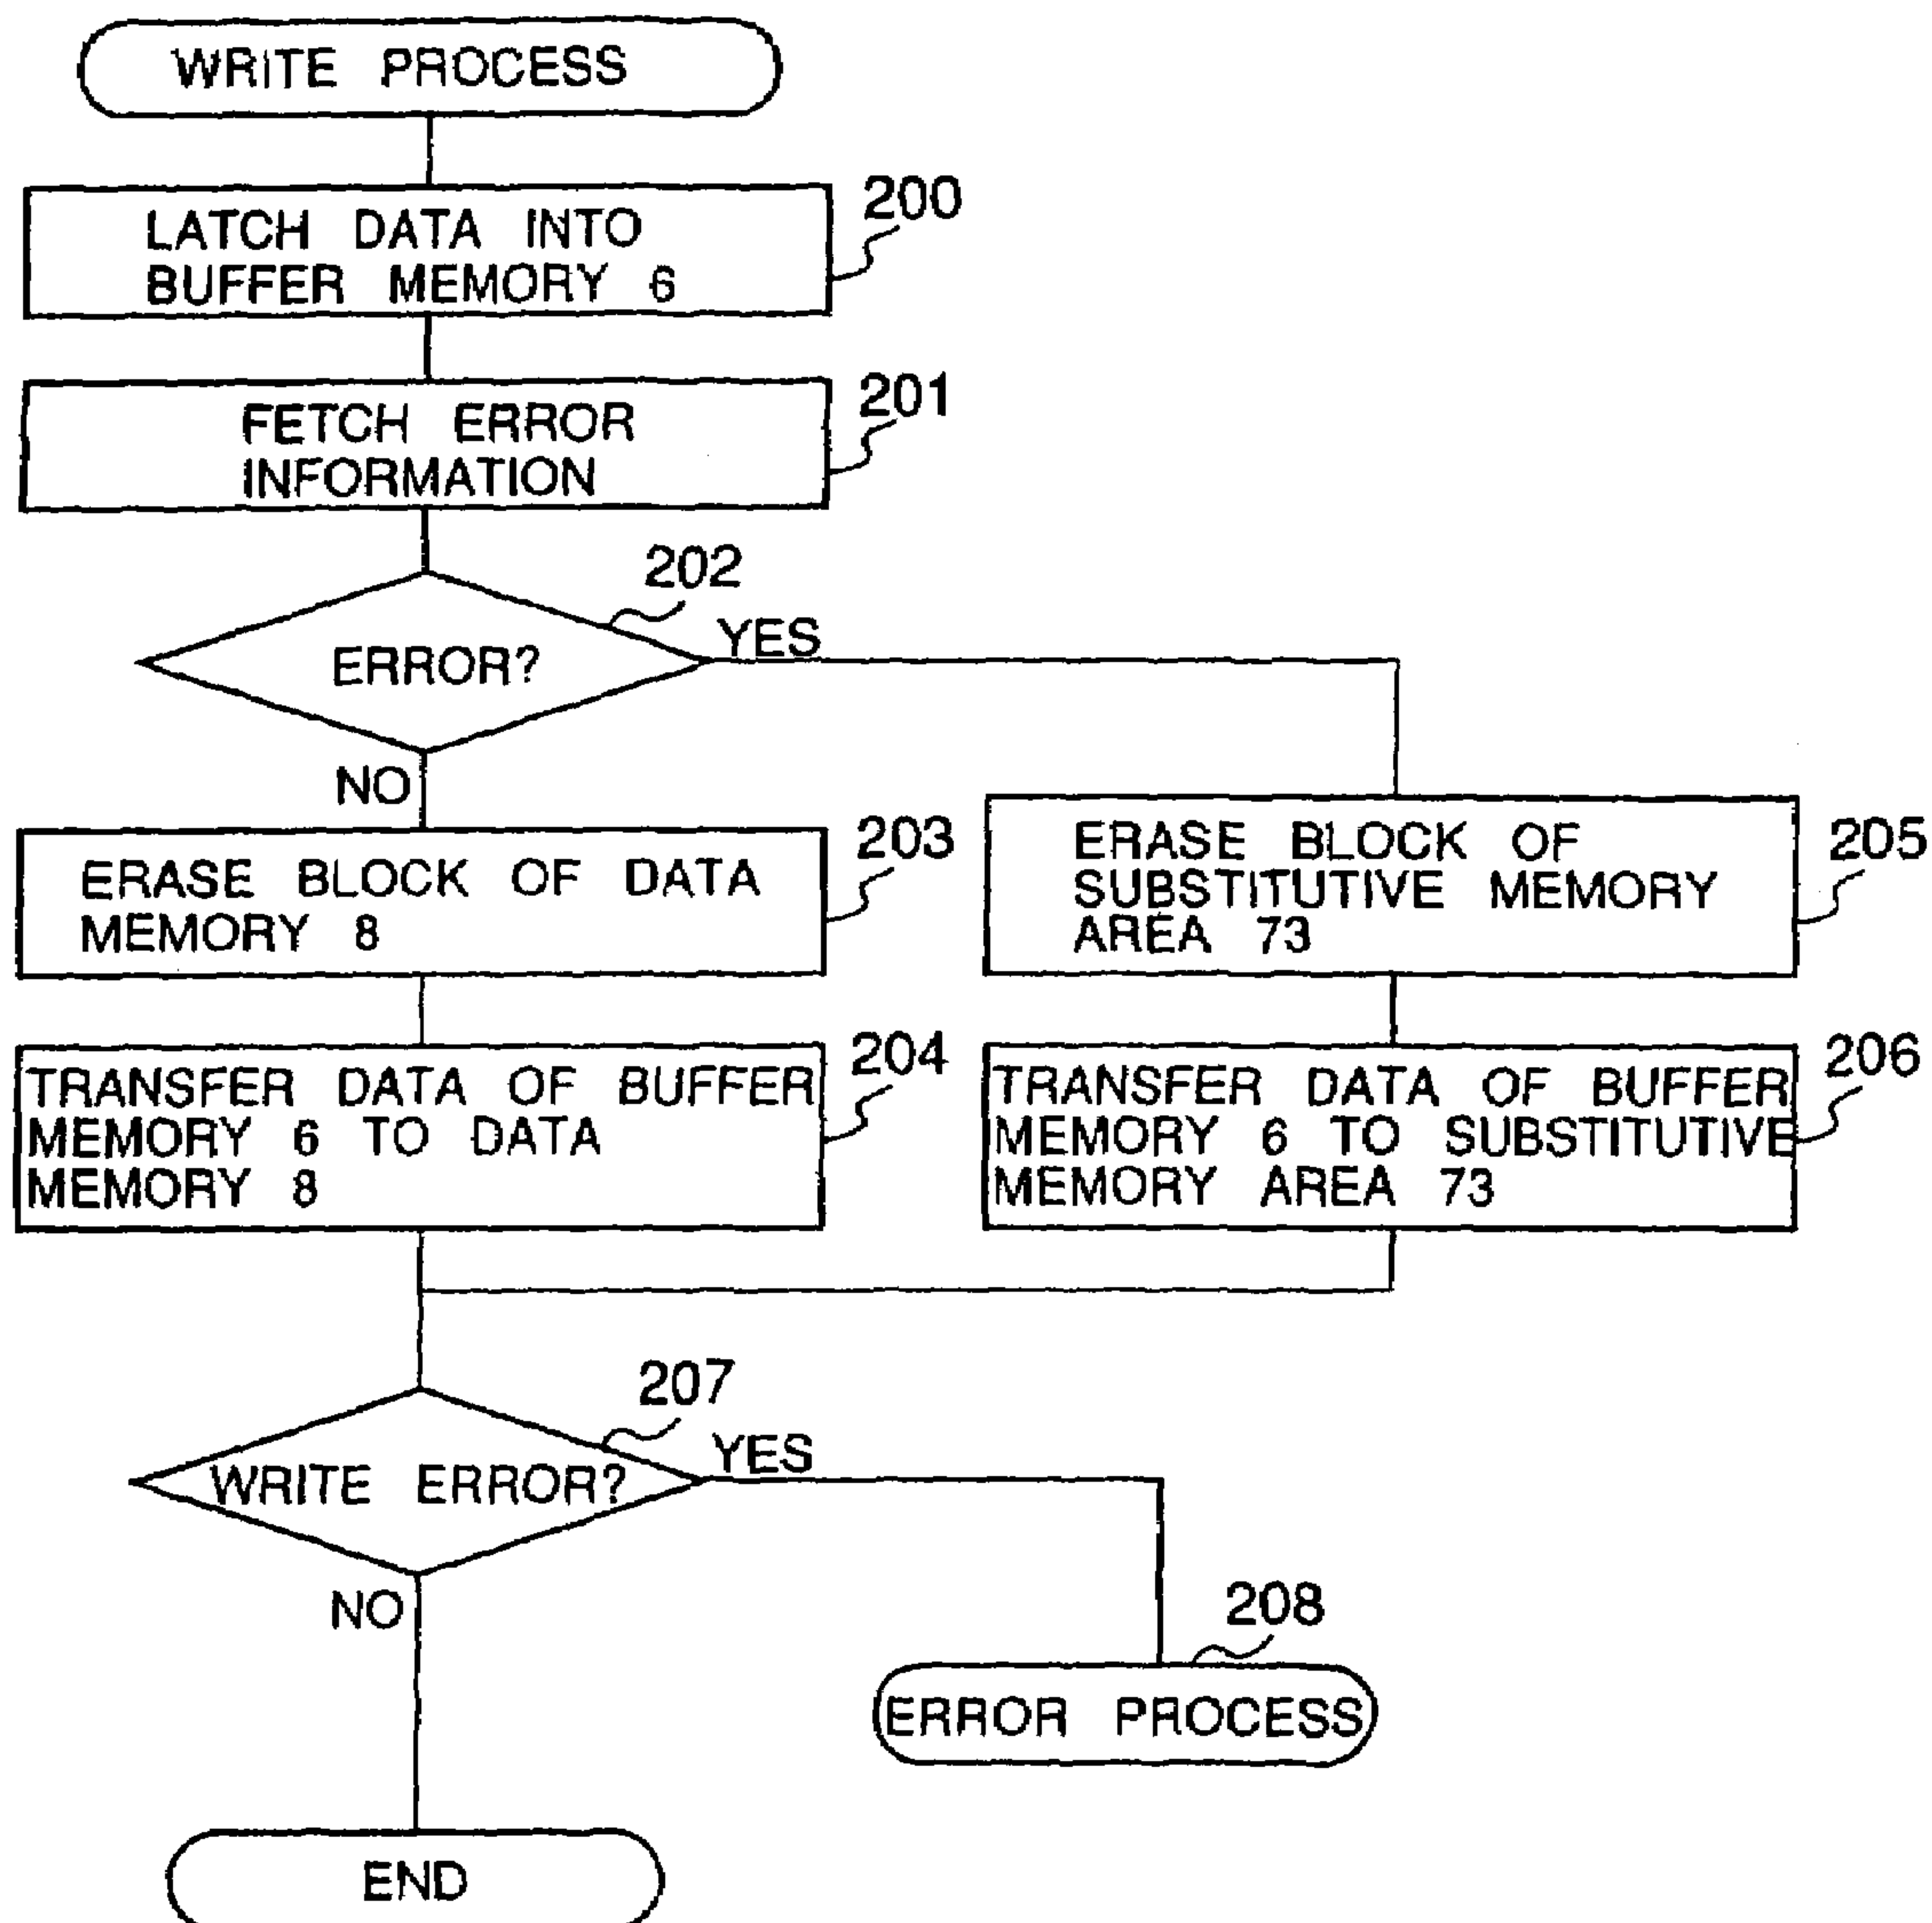 WRITE PROCESS
200
LATCH DATA INTO
BUFFER MEMORY 6
201
FETCH ERROR
INFORMATION
202
YES
ERROR?
NO
203
ERASE BLOCK OF DATA
MEMORY 8
205
ERASE BLOCK OF
SUBSTITUTIVE MEMORY
AREA 73
204
TRANSFER DATA OF BUFFER
MEMORY 6 TO DATA
MEMORY 8
206
TRANSFER DATA OF BUFFER
MEMORY 6 TO SUBSTITUTIVE
MEMORY AREA 73
207
YES
WRITE ERROR?
NO
208
ERROR PROCESS
END